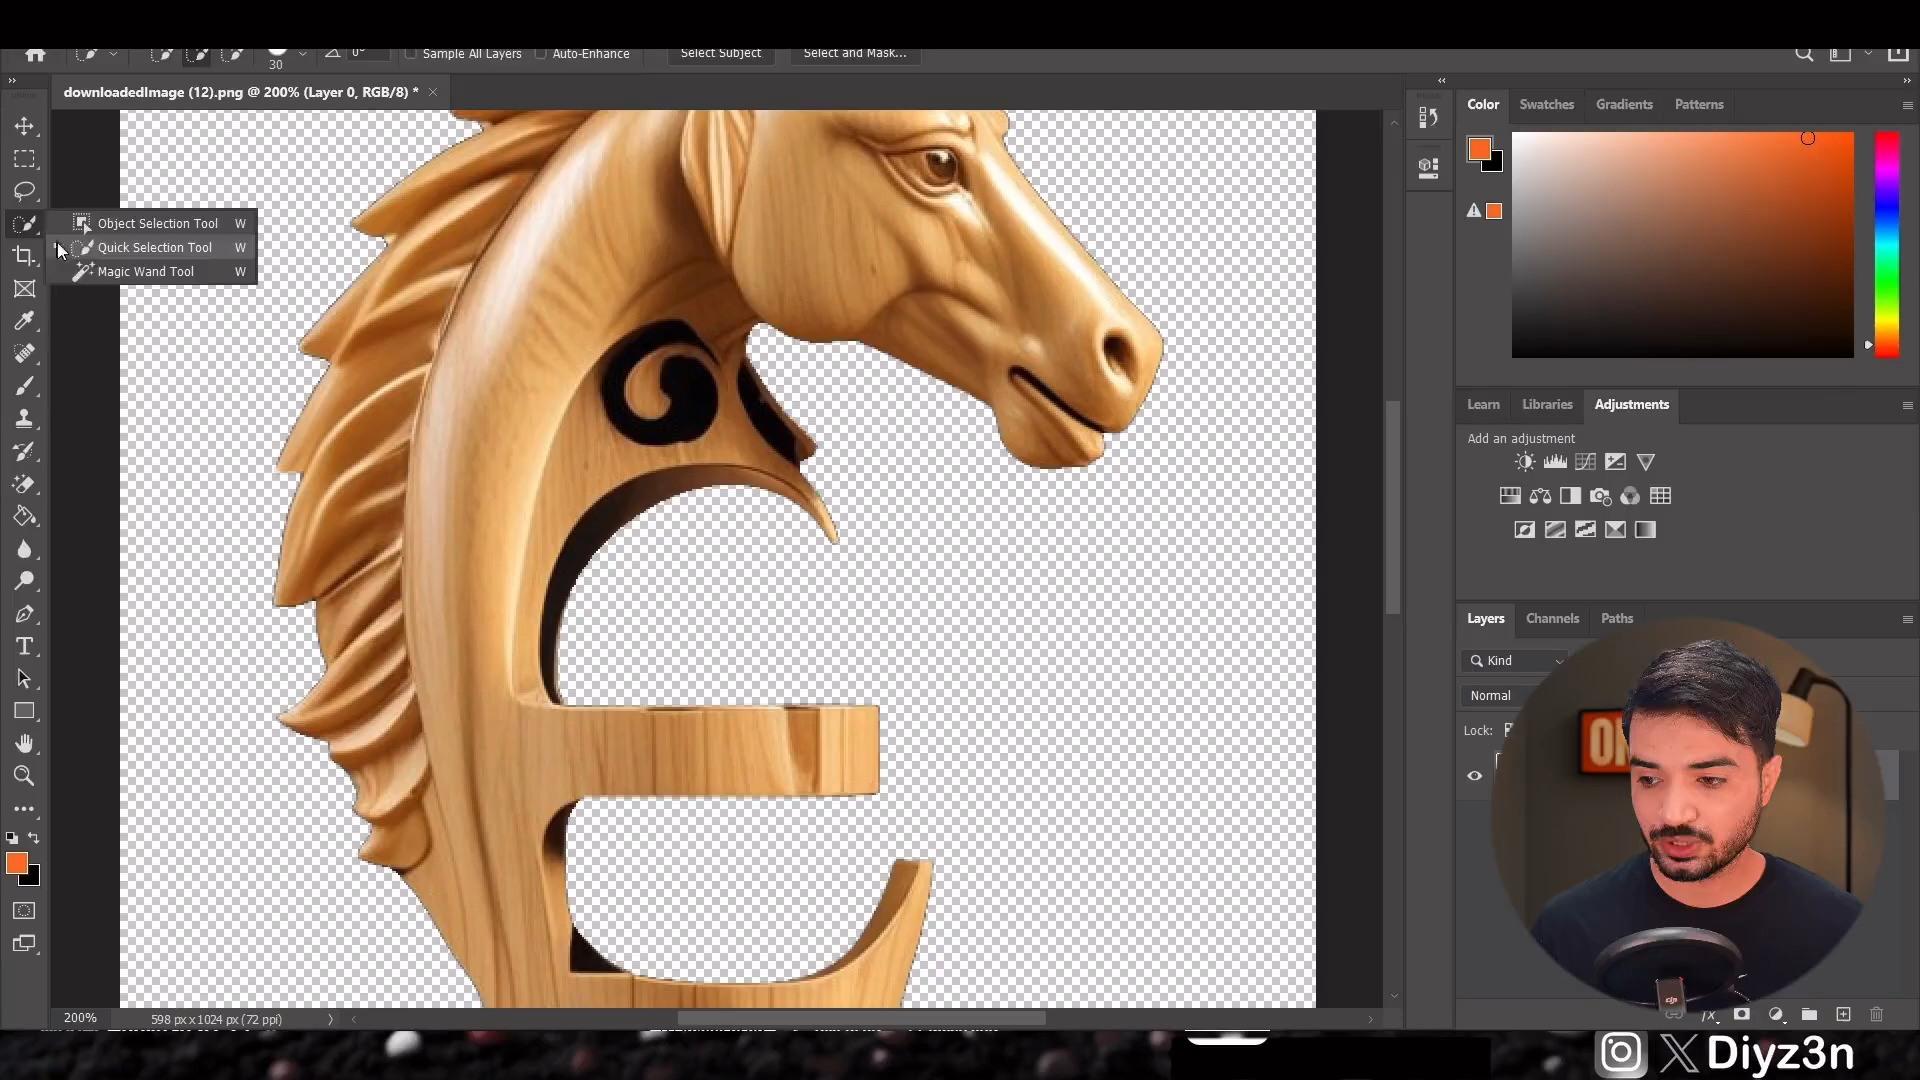 0°
Sample All Layers
Auto-Enhance
Select Subject
Select and Mask...
30
downloadedImage (12).png @ 200% (Layer 0, RGB/8) *
Color
Swatches
Gradients
Patterns
Object Selection Tool W
Quick Selection Tool W
Magic Wand Tool W
Learn
Libraries
Adjustments
Add an adjustment
Layers
Channels
Paths
Kind
Normal
Lock:
200%
598 px x 1024 px (72 ppi)
Diyz3n